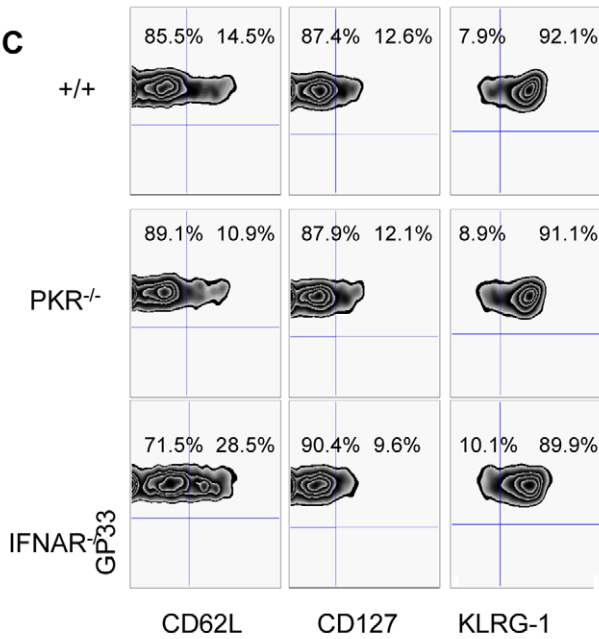 C
85.5% 14.5% 87.4% 12.6% 7.9% 92.1%
+/+
89.1% 10.9% 87.9% 12.1% 8.9% 91.1%
PKR-/-
71.5% 28.5% 90.4% 9.6% 10.1% 89.9%
IFNAR-/-
GP33
CD62L CD127 KLRG-1